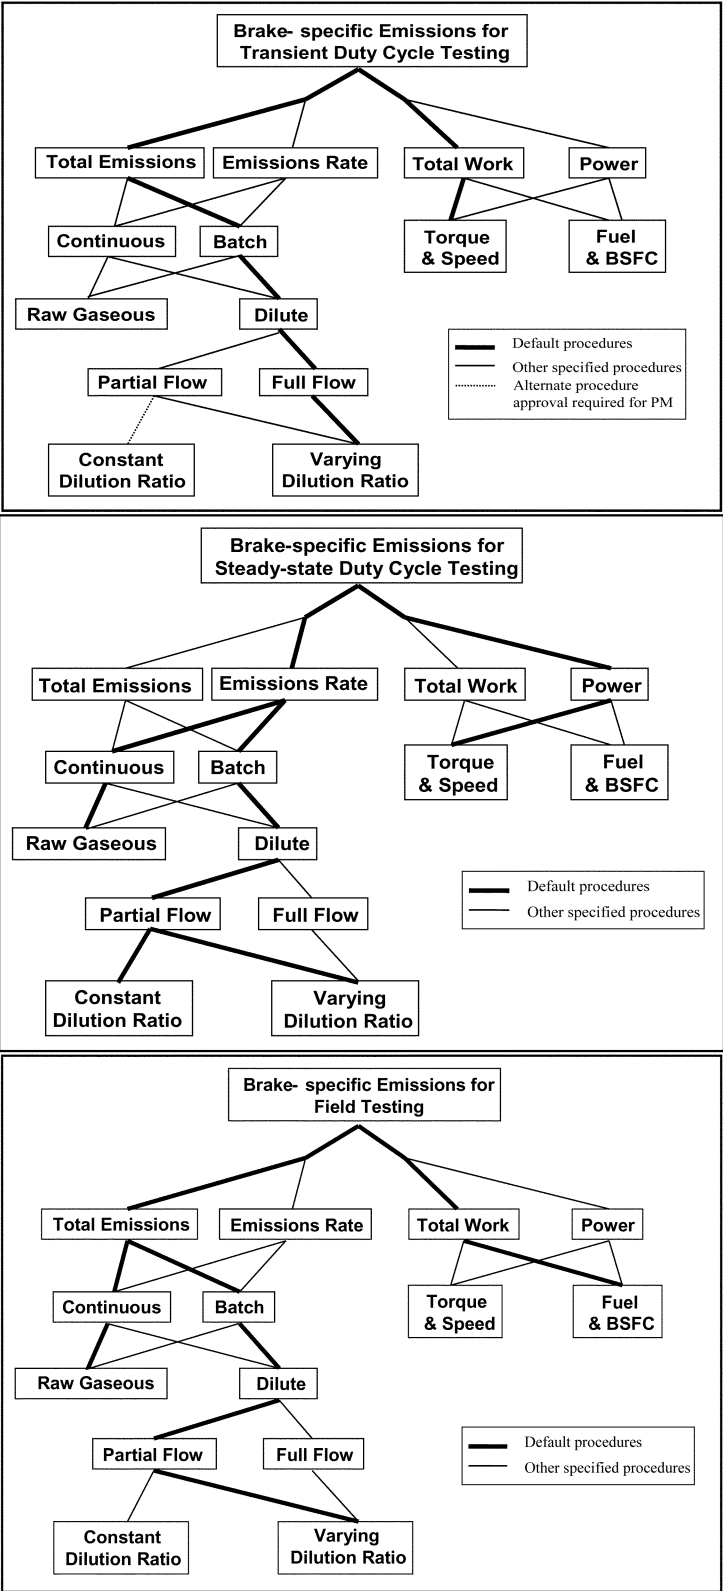 Brake- specific Emissions for
Transient Duty Cycle Testing
Total Emissions
Emissions Rate
Total Work
Power
Continuous
Batch
Torque
& Speed
Fuel
& BSFC
Raw Gaseous
Dilute
Default procedures
Other specified procedures
Alternate procedure
approval required for PM
Partial Flow
Full Flow
Constant
Dilution Ratio
Varying
Dilution Ratio
Brake-specific Emissions for
Steady-state Duty Cycle Testing
Total Emissions
Emissions Rate
Total Work
Power
Continuous
Batch
Torque
& Speed
Fuel
& BSFC
Raw Gaseous
Dilute
Default procedures
Other specified procedures
Partial Flow
Full Flow
Constant
Dilution Ratio
Varying
Dilution Ratio
Brake- specific Emissions for
Field Testing
Total Emissions
Emissions Rate
Total Work
Power
Continuous
Batch
Torque
& Speed
Fuel
& BSFC
Raw Gaseous
Dilute
Default procedures
Other specified procedures
Partial Flow
Full Flow
Constant
Dilution Ratio
Varying
Dilution Ratio